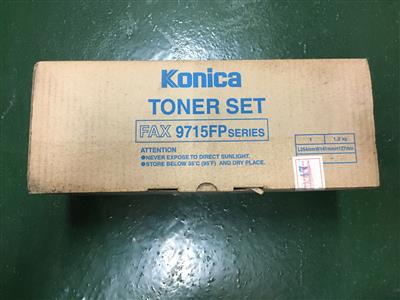 Konica
TONER SET
FAX 9715FP SERIES
ATTENTION
●NEVER EXPOSE TO DIRECT SUNLIGHT.
●STORE BELOW 35°C (95°F) AND DRY PLACE.
1
1.2 kg